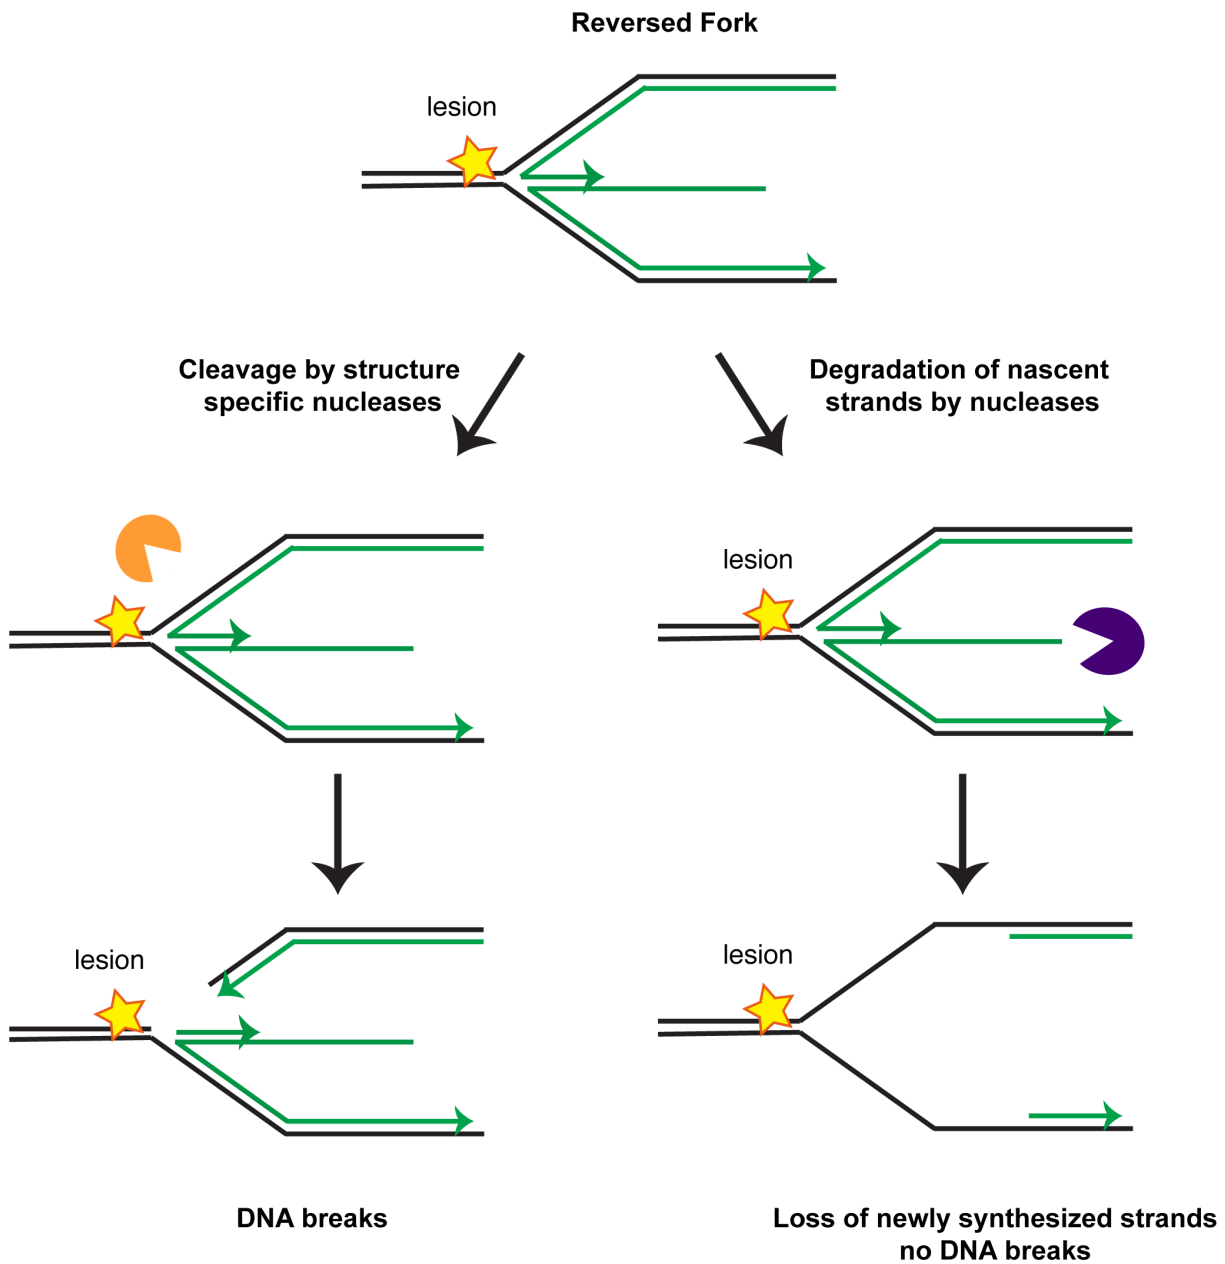 Reversed Fork
lesion
Cleavage by structure
specific nucleases
Degradation of nascent
strands by nucleases
lesion
lesion
lesion
DNA breaks
Loss of newly synthesized strands
no DNA breaks